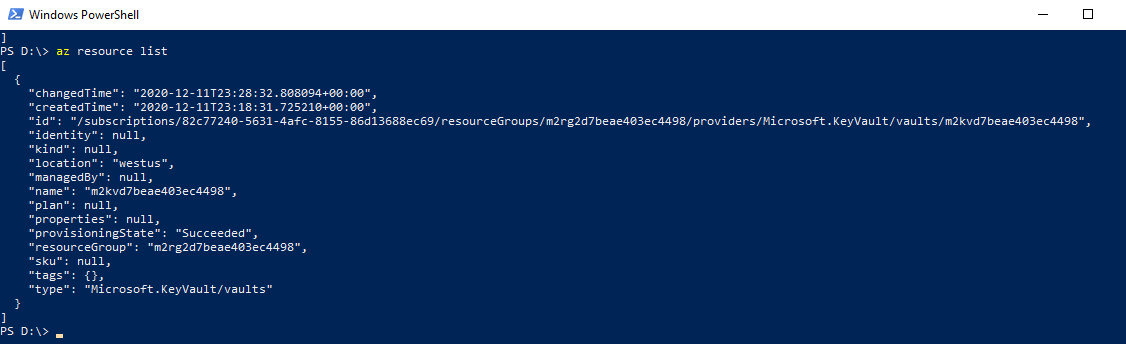 Windows PowerShell
]
PS D:\> az resource list
[
  {
    "changedTime": "2020-12-11T23:28:32.808094+00:00",
    "createdTime": "2020-12-11T23:18:31.725210+00:00",
    "id": "/subscriptions/82c77240-5631-4afc-8155-86d13688ec69/resourceGroups/m2rg2d7beae403ec4498/providers/Microsoft.KeyVault/vaults/m2kvd7beae403ec4498",
    "identity": null,
    "kind": null,
    "location": "westus",
    "managedBy": null,
    "name": "m2kvd7beae403ec4498",
    "plan": null,
    "properties": null,
    "provisioningState": "Succeeded",
    "resourceGroup": "m2rg2d7beae403ec4498",
    "sku": null,
    "tags": {},
    "type": "Microsoft.KeyVault/vaults"
  }
]
PS D:\>